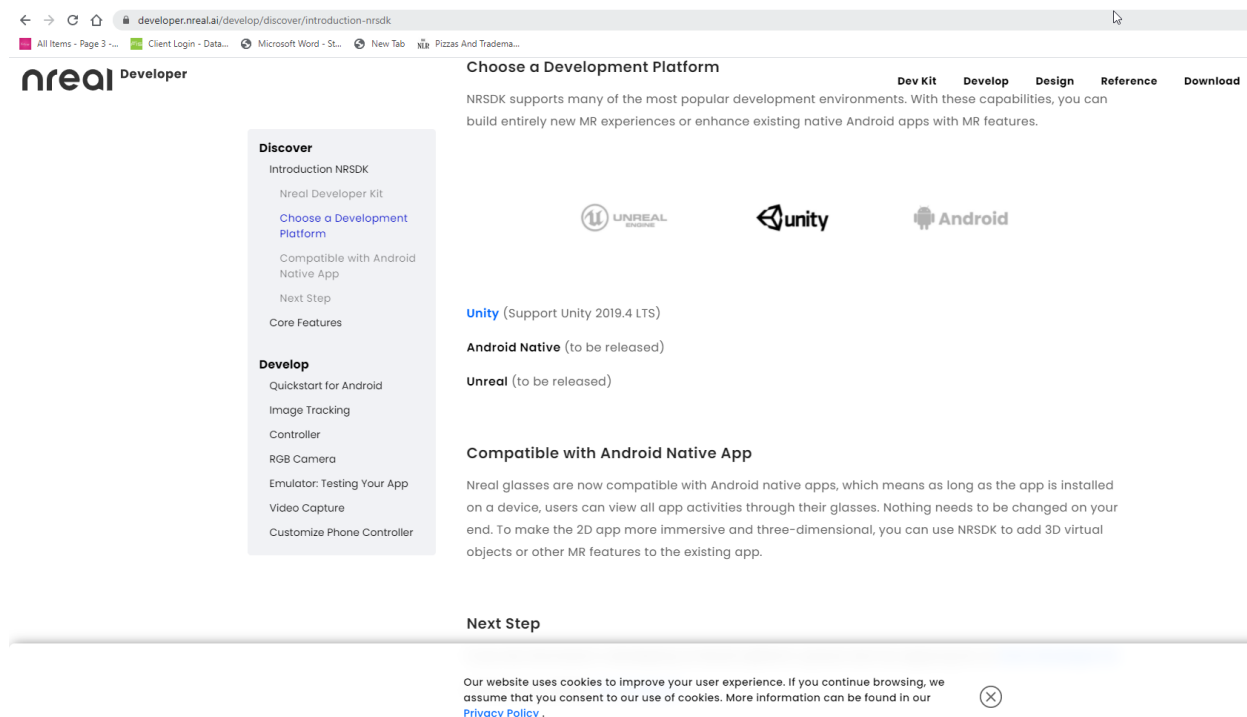 developer.nreal.ai/develop/discover/introduction-nrsdk
All Items - Page 3 -... Client Login - Data... Microsoft Word - St... New Tab NLR Pizzas And Tradema...
nreal Developer
Dev Kit Develop Design Reference Download
Discover
Introduction NRSDK
Nreal Developer Kit
Choose a Development
Platform
Compatible with Android
Native App
Next Step
Core Features
Develop
Quickstart for Android
Image Tracking
Controller
RGB Camera
Emulator: Testing Your App
Video Capture
Customize Phone Controller
Choose a Development Platform
NRSDK supports many of the most popular development environments. With these capabilities, you can
build entirely new MR experiences or enhance existing native Android apps with MR features.
UNREAL
ENGINE
unity
Android
Unity (Support Unity 2019.4 LTS)
Android Native (to be released)
Unreal (to be released)
Compatible with Android Native App
Nreal glasses are now compatible with Android native apps, which means as long as the app is installed
on a device, users can view all app activities through their glasses. Nothing needs to be changed on your
end. To make the 2D app more immersive and three-dimensional, you can use NRSDK to add 3D virtual
objects or other MR features to the existing app.
Next Step
Our website uses cookies to improve your user experience. If you continue browsing, we
assume that you consent to our use of cookies. More information can be found in our
Privacy Policy .